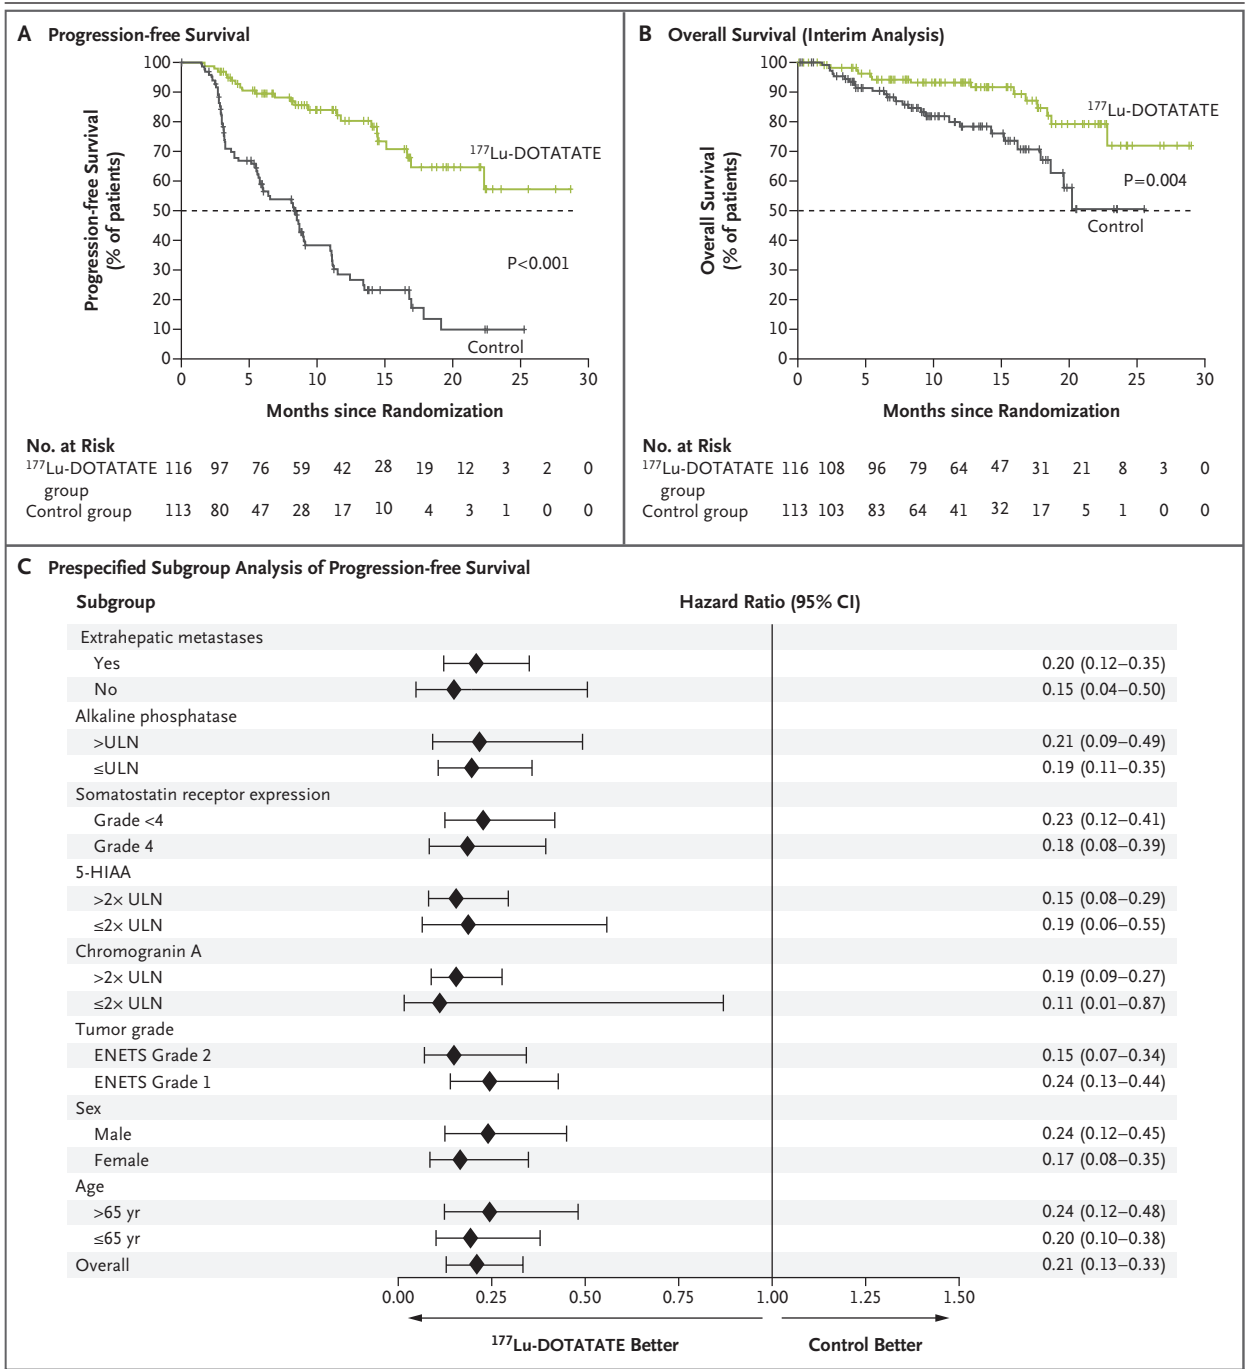 A Progression-free Survival
100
90
80
70
60
50
40
30
20
10
0
Progression-free Survival
(% of patients)
177Lu-DOTATATE
P<0.001
Control
0 5 10 15 20 25 30
Months since Randomization
No. at Risk
177Lu-DOTATATE group 116 97 76 59 42 28 19 12 3 2 0
Control group 113 80 47 28 17 10 4 3 1 0 0
B Overall Survival (Interim Analysis)
100
90
80
70
60
50
40
30
20
10
0
Overall Survival
(% of patients)
177Lu-DOTATATE
P=0.004
Control
0 5 10 15 20 25 30
Months since Randomization
No. at Risk
177Lu-DOTATATE group 116 108 96 79 64 47 31 21 8 3 0
Control group 113 103 83 64 41 32 17 5 1 0 0
C Prespecified Subgroup Analysis of Progression-free Survival
Subgroup Hazard Ratio (95% CI)
Extrahepatic metastases
Yes 0.20 (0.12–0.35)
No 0.15 (0.04–0.50)
Alkaline phosphatase
>ULN 0.21 (0.09–0.49)
≤ULN 0.19 (0.11–0.35)
Somatostatin receptor expression
Grade <4 0.23 (0.12–0.41)
Grade 4 0.18 (0.08–0.39)
5-HIAA
>2× ULN 0.15 (0.08–0.29)
≤2× ULN 0.19 (0.06–0.55)
Chromogranin A
>2× ULN 0.19 (0.09–0.27)
≤2× ULN 0.11 (0.01–0.87)
Tumor grade
ENETS Grade 2 0.15 (0.07–0.34)
ENETS Grade 1 0.24 (0.13–0.44)
Sex
Male 0.24 (0.12–0.45)
Female 0.17 (0.08–0.35)
Age
>65 yr 0.24 (0.12–0.48)
≤65 yr 0.20 (0.10–0.38)
Overall 0.21 (0.13–0.33)
0.00 0.25 0.50 0.75 1.00 1.25 1.50
177Lu-DOTATATE Better Control Better